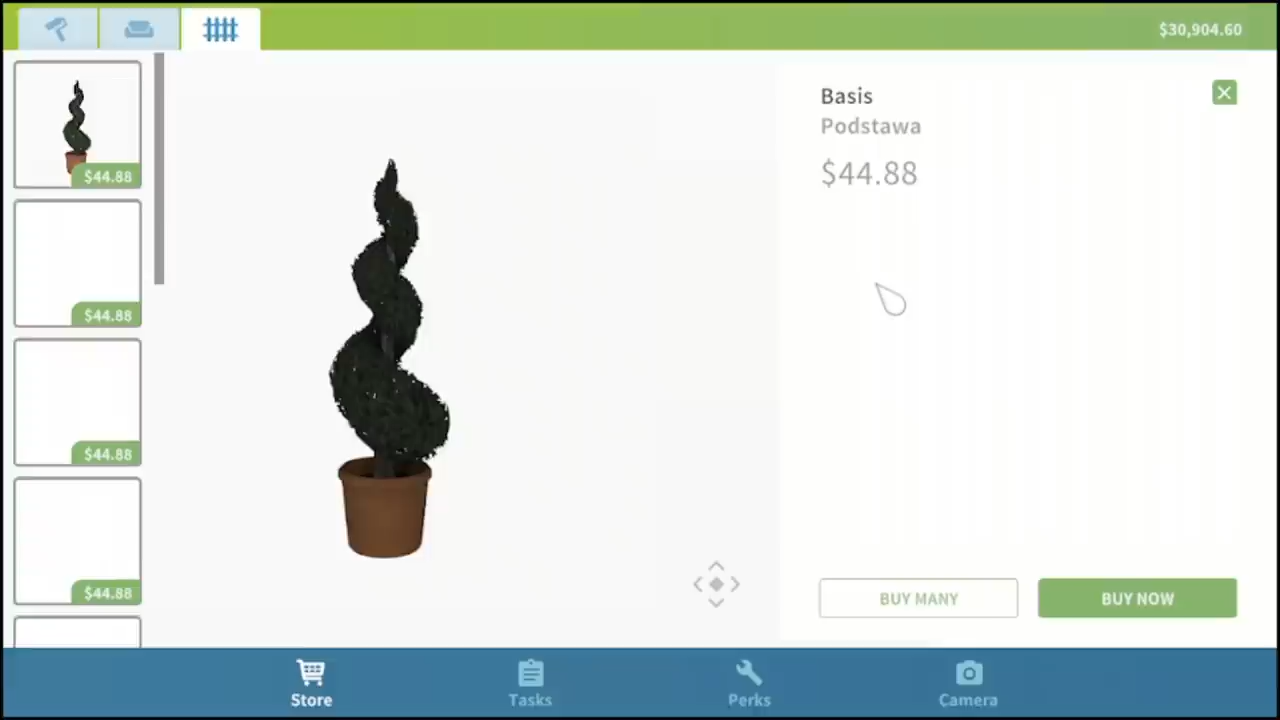 $30,904.60
$44.88
$44.88
$44.88
$44.88
Basis
Podstawa
$44.88
BUY MANY
BUY NOW
Store
Tasks
Perks
Camera